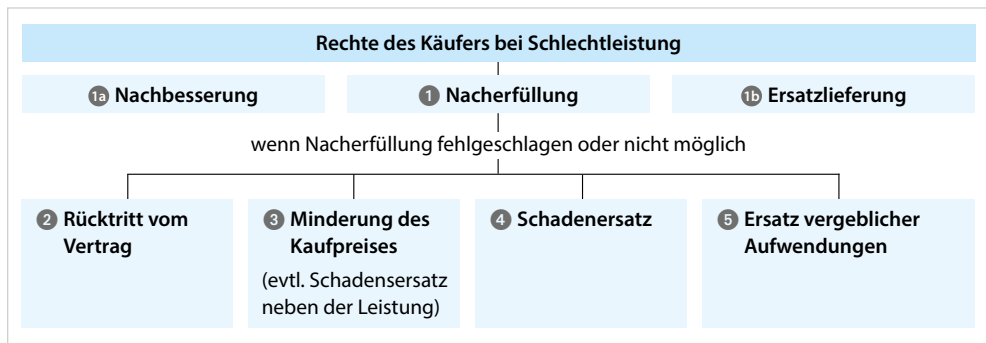 Rechte des Käufers bei Schlechtleistung
1a Nachbesserung
1 Nacherfüllung
1b Ersatzlieferung
wenn Nacherfüllung fehlgeschlagen oder nicht möglich
2 Rücktritt vom
Vertrag
3 Minderung des
Kaufpreises
(evtl. Schadensersatz
neben der Leistung)
4 Schadenersatz
5 Ersatz vergeblicher
Aufwendungen